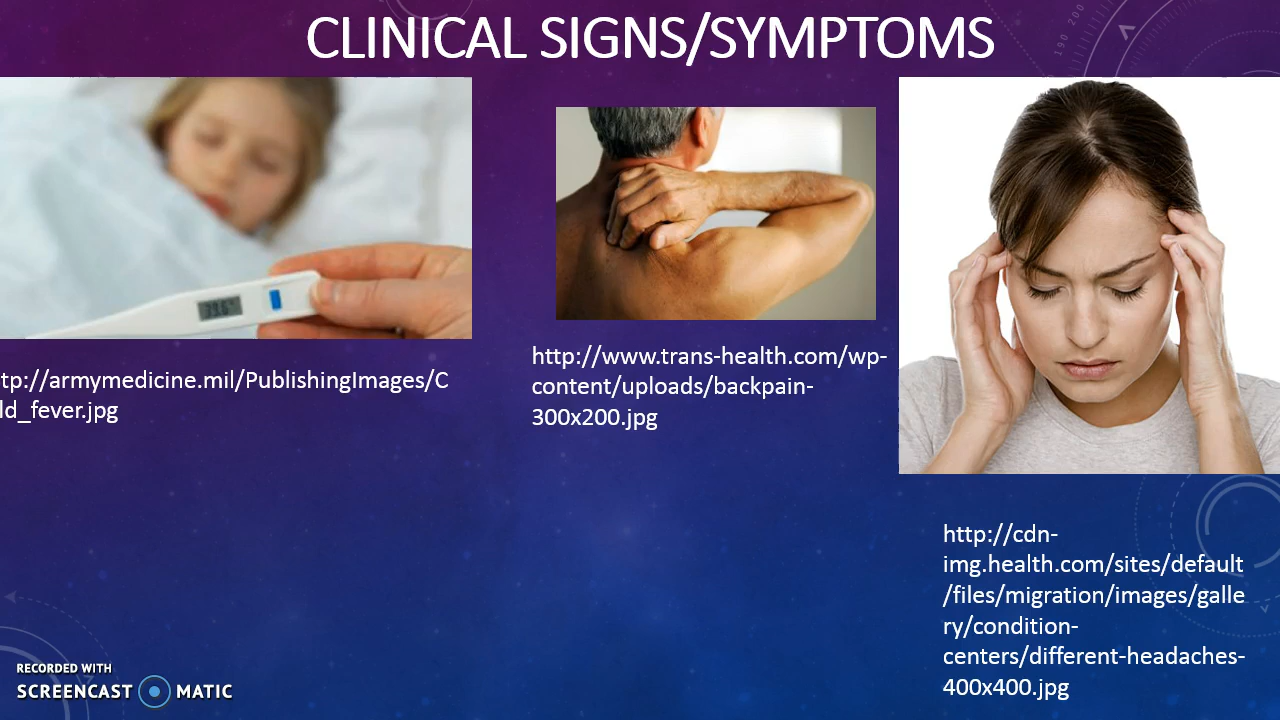 CLINICAL SIGNS/SYMPTOMS
tp://armymedicine.mil/PublishingImages/C
ld_fever.jpg
http://www.trans-health.com/wp-
content/uploads/backpain-
300x200.jpg
http://cdn-
img.health.com/sites/default
/files/migration/images/galle
ry/condition-
centers/different-headaches-
400x400.jpg
RECORDED WITH
SCREENCAST MATIC